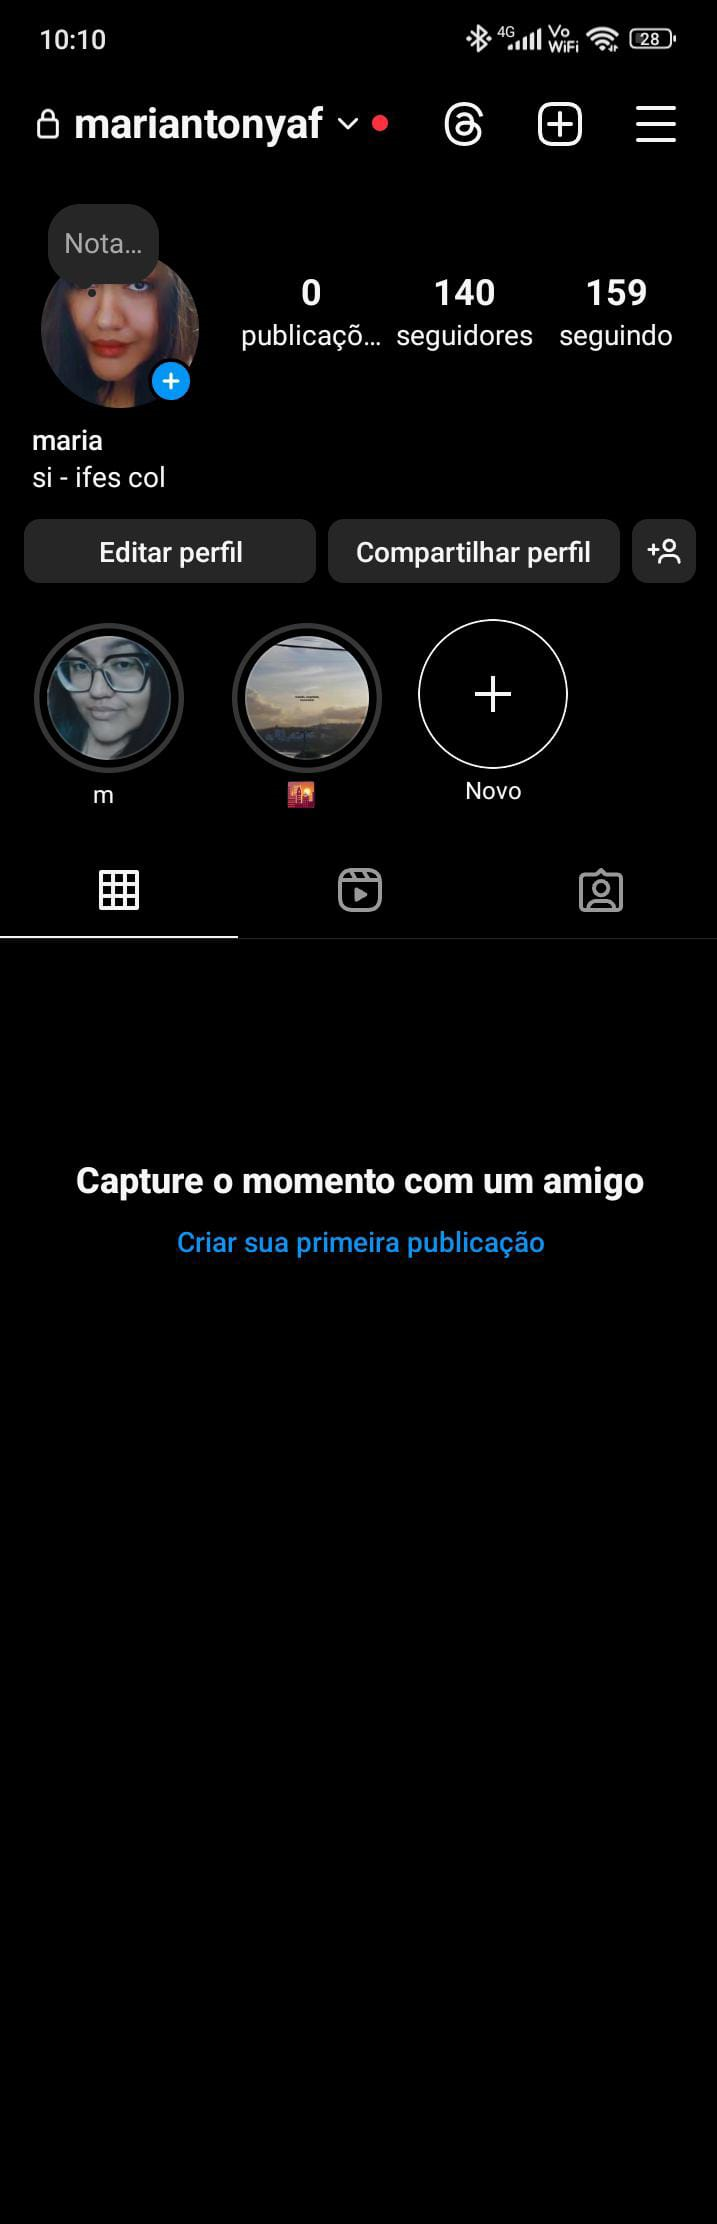 10:10
4G
Vo
WiFi
28
mariantonyaf
Nota...
0
140
159
publicaçõ...
seguidores
seguindo
maria
si - ifes col
Editar perfil
Compartilhar perfil
m
Novo
Capture o momento com um amigo
Criar sua primeira publicação